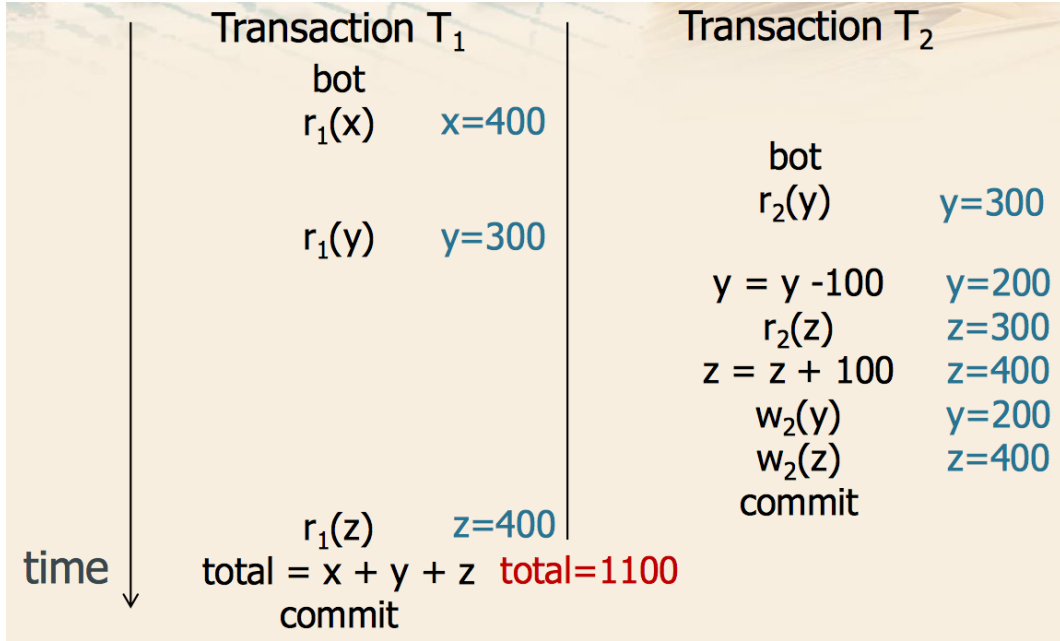 Transaction T₁ Transaction T₂
bot
r₁(x) x=400
bot
r₂(y) y=300
r₁(y) y=300
y = y -100 y=200
r₂(z) z=300
z = z + 100 z=400
w₂(y) y=200
w₂(z) z=400
commit
r₁(z) z=400
time total = x + y + z total=1100
commit